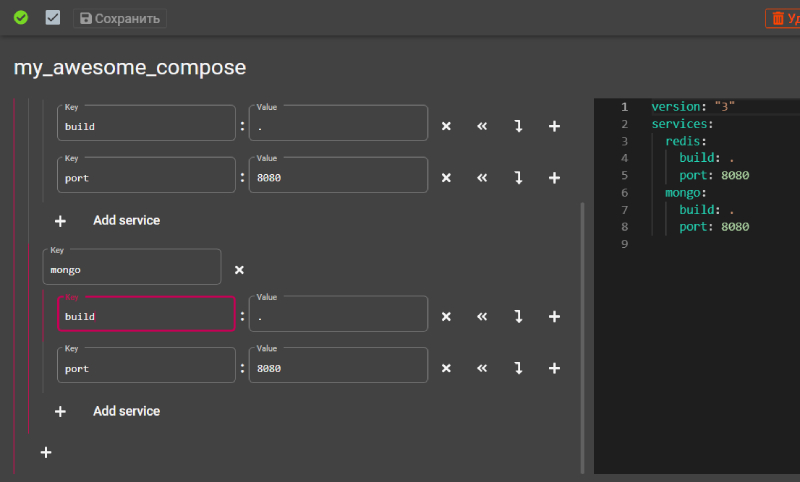 Сохранить
Уд
my_awesome_compose
Key
build
:
Value
.
Key
port
:
Value
8080
Add service
Key
mongo
Key
build
:
Value
.
Key
port
:
Value
8080
Add service
1 version: "3"
2 services:
3 redis:
4 build: .
5 port: 8080
6 mongo:
7 build: .
8 port: 8080
9